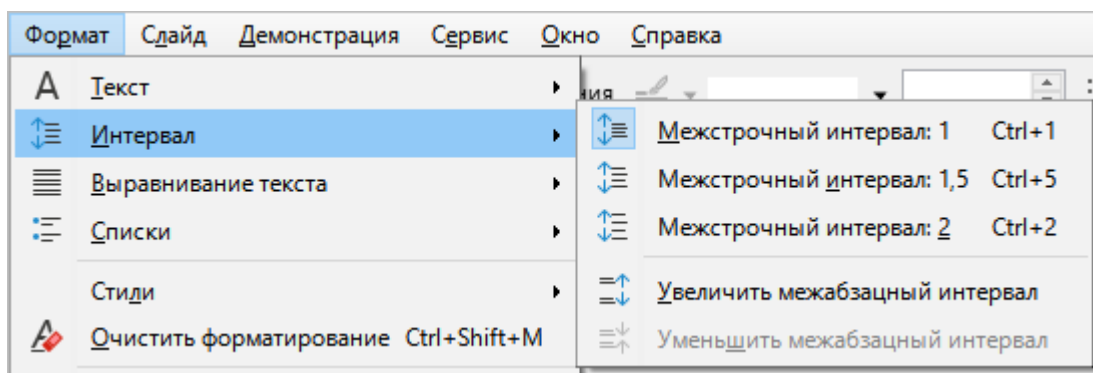 Формат Слайд Демонстрация Сервис Окно Справка
Текст
Интервал
Выравнивание текста
Списки
Стили
Очистить форматирование Ctrl+Shift+M
Межстрочный интервал: 1 Ctrl+1
Межстрочный интервал: 1,5 Ctrl+5
Межстрочный интервал: 2 Ctrl+2
Увеличить межабзацный интервал
Уменьшить межабзацный интервал